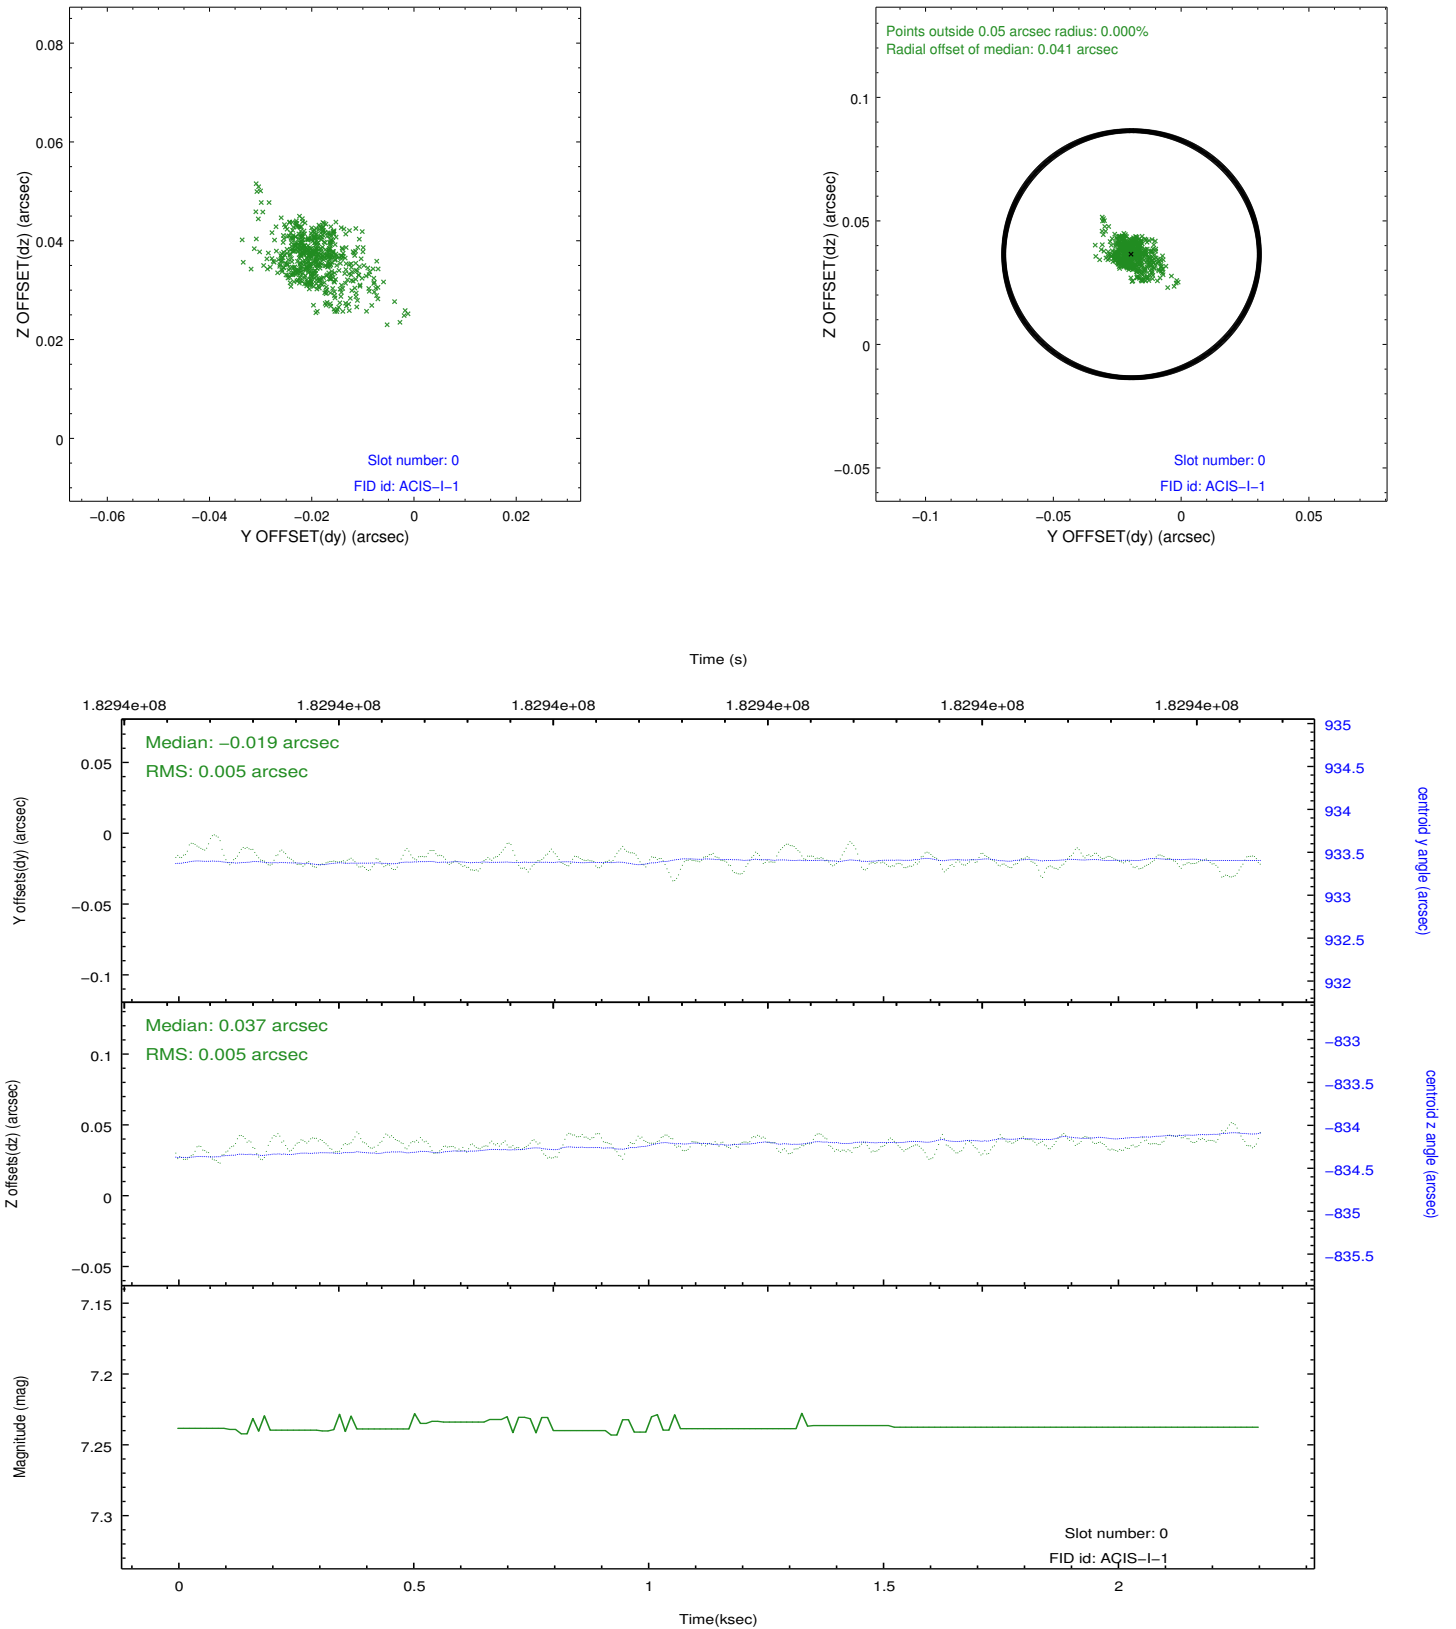 0.08
0.06
0.04
0.02
0
Z OFFSET(dz) (arcsec)
Slot number: 0
FID id: ACIS−I−1
−0.06
−0.04
−0.02
0
0.02
Y OFFSET(dy) (arcsec)
Points outside 0.05 arcsec radius: 0.000%
Radial offset of median: 0.041 arcsec
0.1
0.05
0
−0.05
Z OFFSET(dz) (arcsec)
Slot number: 0
FID id: ACIS−I−1
−0.1
−0.05
0
0.05
Y OFFSET(dy) (arcsec)
Time (s)
1.8294e+08 1.8294e+08 1.8294e+08 1.8294e+08 1.8294e+08 1.8294e+08
Median: −0.019 arcsec
RMS: 0.005 arcsec
0.05
0
−0.05
−0.1
Y offsets(dy) (arcsec)
935
934.5
934
933.5
933
932.5
932
centroid y angle (arcsec)
Median: 0.037 arcsec
RMS: 0.005 arcsec
0.1
0.05
0
−0.05
Z offsets(dz) (arcsec)
−833
−833.5
−834
−834.5
−835
−835.5
centroid z angle (arcsec)
7.15
7.2
7.25
7.3
Magnitude (mag)
Slot number: 0
FID id: ACIS−I−1
0 0.5 1 1.5 2
Time(ksec)